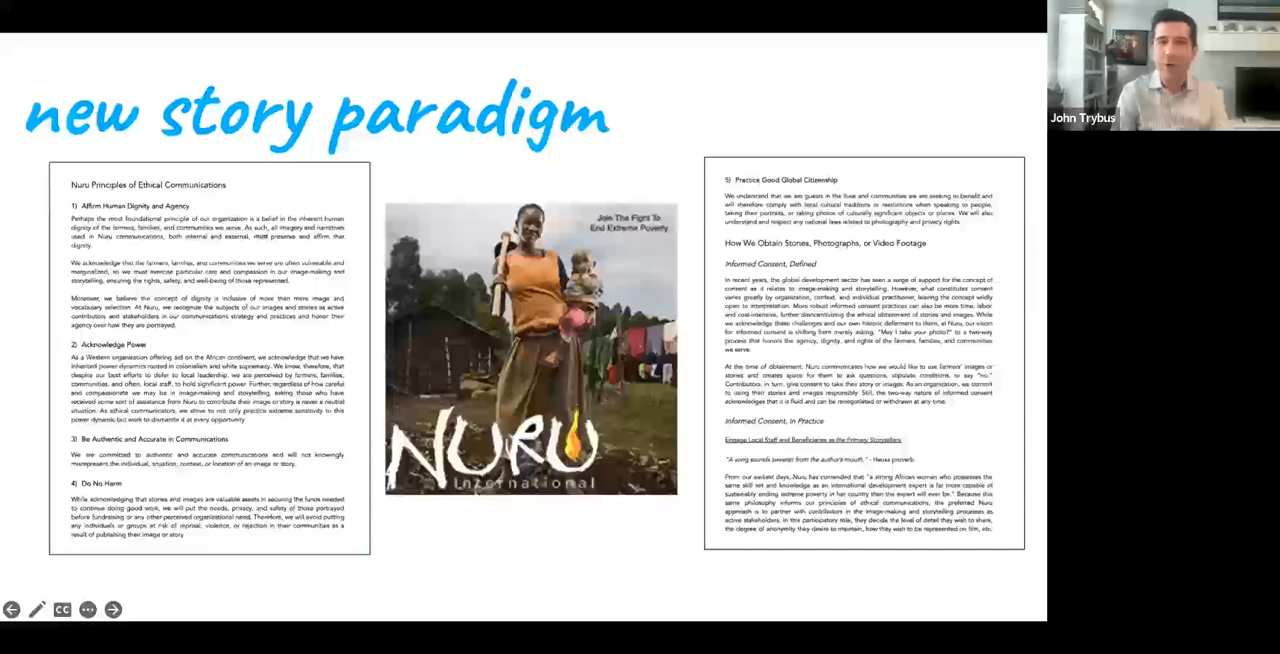 new story paradigm
Nuru Principles of Ethical Communications
1) Affirm Human Dignity and Agency
Perhaps the most foundational principle of our organization is a belief in the inherent human
dignity of the farmers, families, and communities we serve. As such, all imagery and narratives
used in Nuru communications, both internal and external, must preserve and affirm that
dignity.
We acknowledge that the farmers, families, and communities we serve are often vulnerable and
marginalized, so we must exercise particular care and compassion in our image-making and
storytelling, ensuring the rights, safety, and well-being of those represented.
Moreover, we believe the concept of dignity is inclusive of more than mere image and
vocabulary selection. At Nuru, we recognize the subjects of our images and stories as active
contributors and stakeholders in our communications strategy and practices and honor their
agency over how they are portrayed.
2) Acknowledge Power
As a Western organization offering aid on the African continent, we acknowledge that we have
inherited power dynamics rooted in colonialism and white supremacy. We know, therefore, that
despite our best efforts to defer to local leadership, we are perceived by farmers, families,
communities, and often, local staff, to hold significant power. Further, regardless of how careful
and compassionate we may be in image-making and storytelling, asking those who have
received some sort of assistance from Nuru to contribute their image or story is never a neutral
situation. As ethical communicators, we strive to not only practice extreme sensitivity to this
power dynamic but work to dismantle it at every opportunity
3) Be Authentic and Accurate in Communications
We are committed to authentic and accurate communications and will not knowingly
misrepresent the individual, situation, context, or location of an image or story.
4) Do No Harm
While acknowledging that stories and images are valuable assets in securing the funds needed
to continue doing good work, we will put the needs, privacy, and safety of those portrayed
before fundraising or any other perceived organizational need. Therefore, we will avoid putting
any individuals or groups at risk of reprisal, violence, or rejection in their communities as a
result of publishing their image or story
Join The Fight To
End Extreme Poverty
NURU
International
5) Practice Good Global Citizenship
We understand that we are guests in the lives and communities we are seeking to benefit and
will therefore comply with local cultural traditions or restrictions when speaking to people,
taking their portraits, or taking photos of culturally significant objects or places. We will also
understand and respect any national laws related to photography and privacy rights.
How We Obtain Stories, Photographs, or Video Footage
Informed Consent, Defined
In recent years, the global development sector has seen a surge of support for the concept of
consent as it relates to image-making and storytelling. However, what constitutes consent
varies greatly by organization, context, and individual practitioner, leaving the concept wildly
open to interpretation. More robust informed consent practices can also be more time, labor
and cost-intensive, further disincentivizing the ethical obtainment of stories and images. While
we acknowledge these challenges and our own historic deferment to them, at Nuru, our vision
for informed consent is shifting from merely asking, "May I take your photo?" to a two-way
process that honors the agency, dignity, and rights of the farmers, families, and communities
we serve.
At the time of obtainment, Nuru communicates how we would like to use farmers' images or
stories and creates space for them to ask questions, stipulate conditions, or say "no."
Contributors, in turn, give consent to take their story or images. As an organization, we commit
to using their stories and images responsibly. Still, the two-way nature of informed consent
acknowledges that it is fluid and can be renegotiated or withdrawn at any time.
Informed Consent, In Practice
Engage Local Staff and Beneficiaries as the Primary Storytellers
"A song sounds sweeter from the author's mouth." - Hausa proverb
From our earliest days, Nuru has contended that "a strong African woman who possesses the
same skill set and knowledge as an international development expert is far more capable of
sustainably ending extreme poverty in her country than the expert will ever be." Because this
same philosophy informs our principles of ethical communications, the preferred Nuru
approach is to partner with contributors in the image-making and storytelling processes as
active stakeholders. In this participatory role, they decide the level of detail they wish to share,
the degree of anonymity they desire to maintain, how they wish to be represented on film, etc.
John Trybus
CC